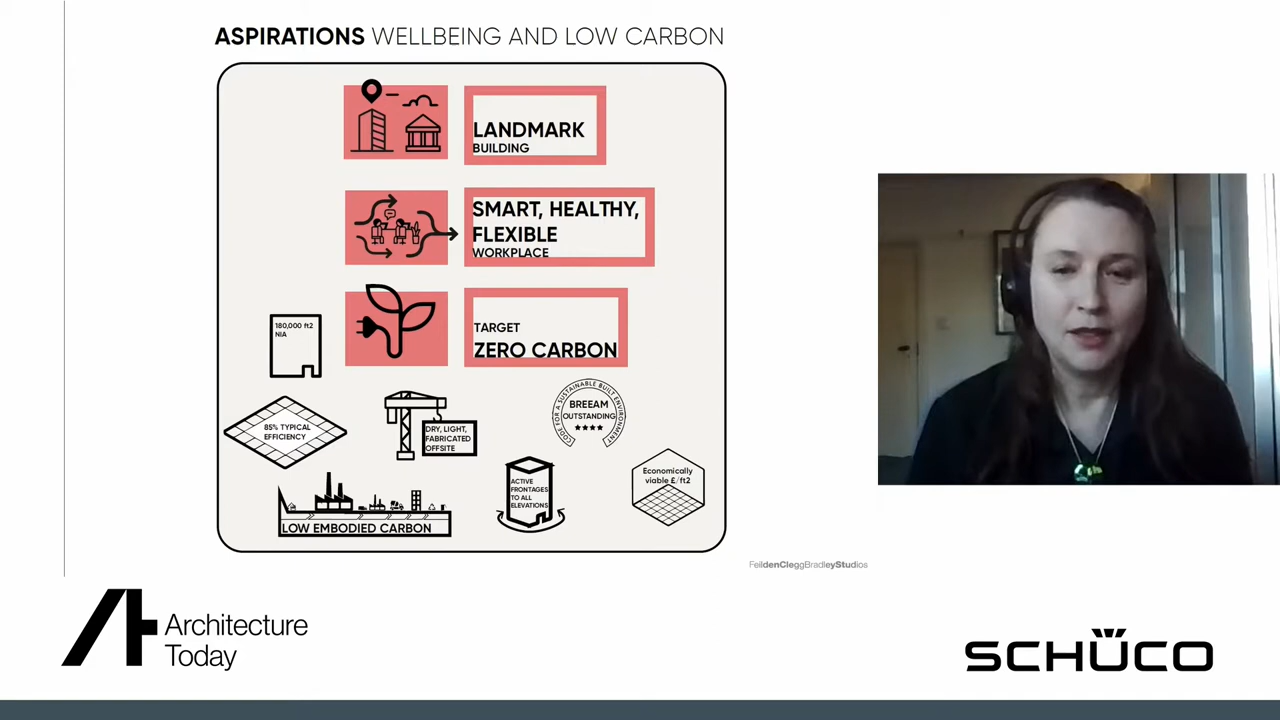 ASPIRATIONS WELLBEING AND LOW CARBON
LANDMARK
BUILDING
SMART, HEALTHY,
FLEXIBLE
WORKPLACE
TARGET
ZERO CARBON
180,000 ft2
NIA
85% TYPICAL
EFFICIENCY
DRY, LIGHT,
FABRICATED
OFFSITE
CODE FOR A SUSTAINABLE BUILT ENVIRONMENT
BREEAM
OUTSTANDING
LOW EMBODIED CARBON
ACTIVE
FRONTAGES
TO ALL
ELEVATIONS
Economically
viable £/ft2
FeildenCleggBradleyStudios
Architecture
Today
SCHÜCO